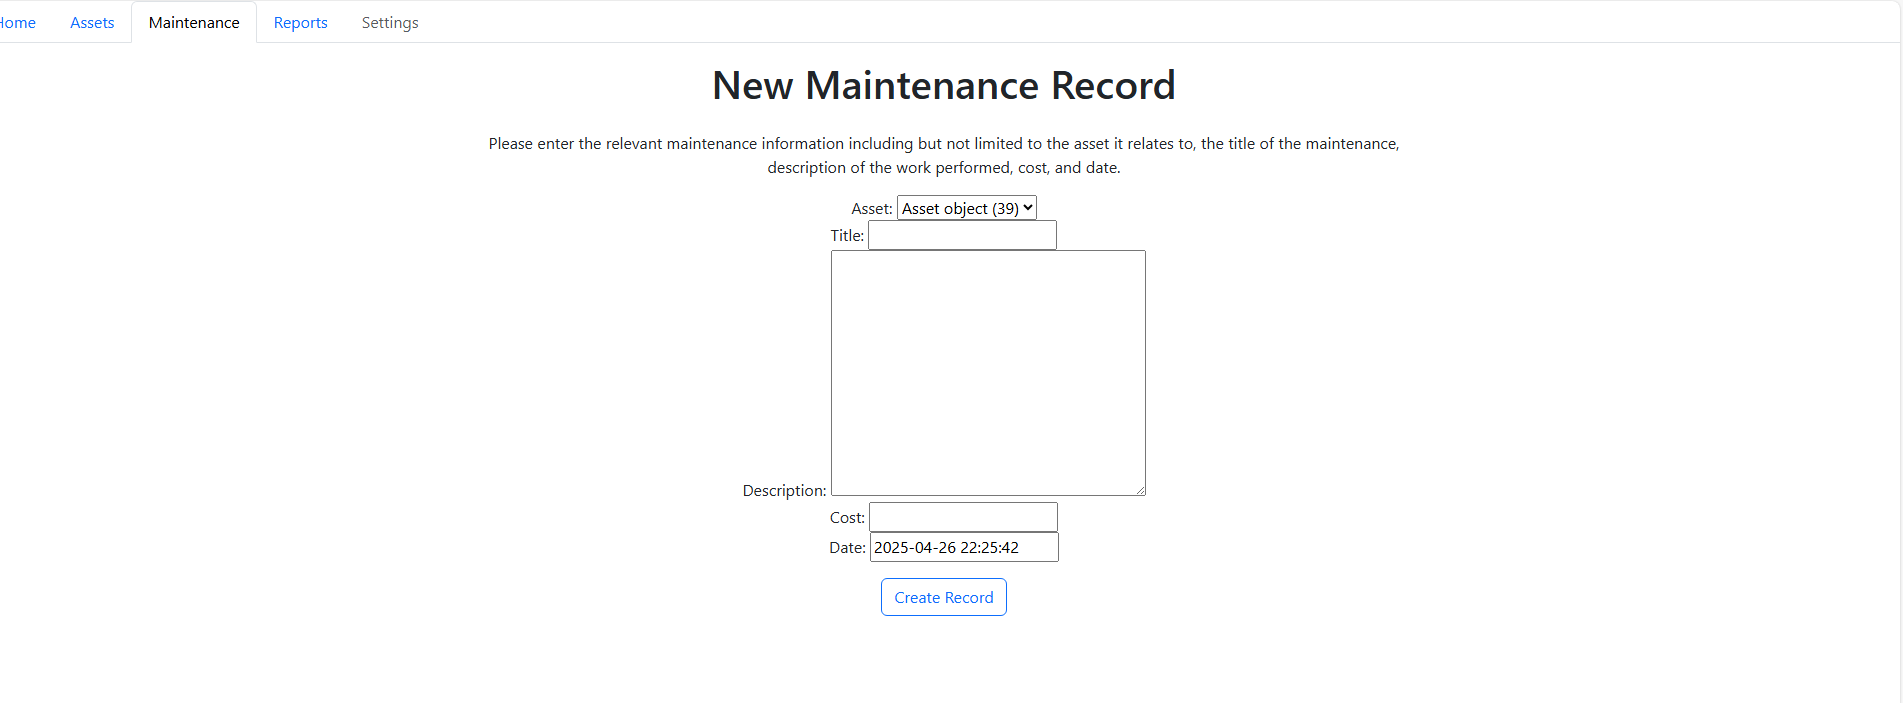 Home Assets Maintenance Reports Settings
New Maintenance Record
Please enter the relevant maintenance information including but not limited to the asset it relates to, the title of the maintenance,
description of the work performed, cost, and date.
Asset: Asset object (39)
Title:
Description:
Cost:
Date: 2025-04-26 22:25:42
Create Record